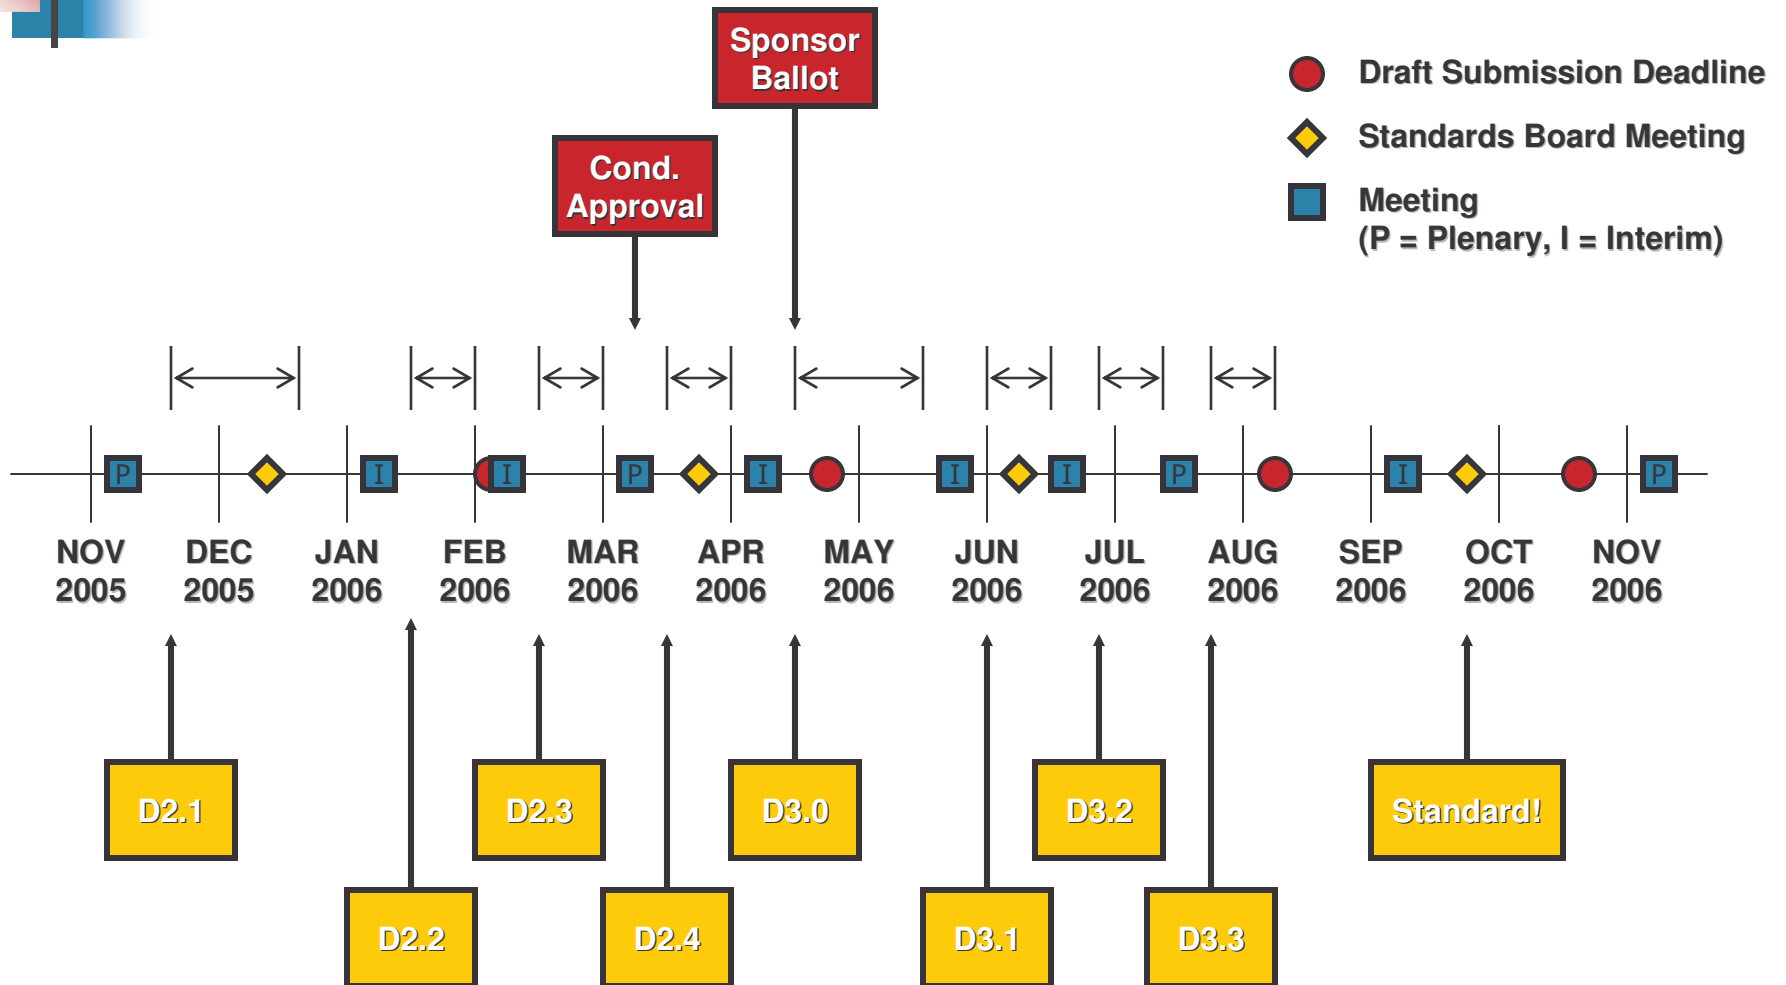 Sponsor
Ballot
Cond.
Approval
Draft Submission Deadline
Standards Board Meeting
Meeting
(P = Plenary, I = Interim)
P I I P I I I P I P
NOV DEC JAN FEB MAR APR MAY JUN JUL AUG SEP OCT NOV
2005 2005 2006 2006 2006 2006 2006 2006 2006 2006 2006 2006 2006
D2.1 D2.3 D3.0 D3.2 Standard!
D2.2 D2.4 D3.1 D3.3